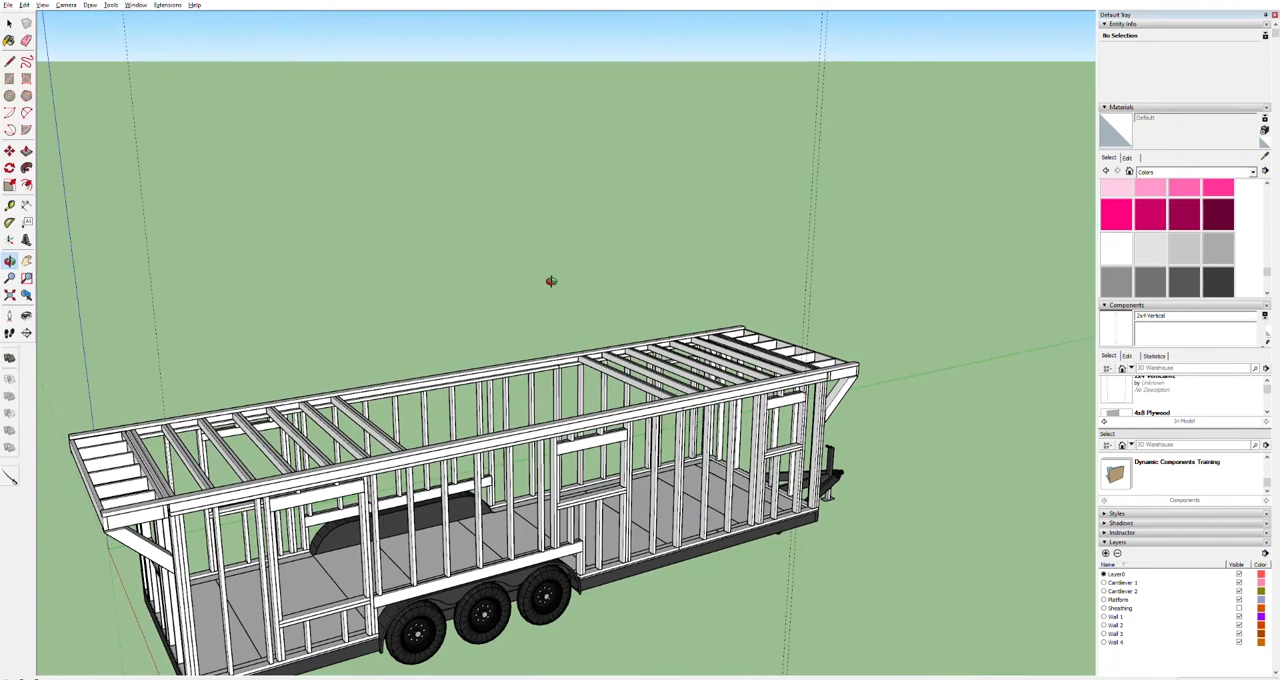 File Edit View Camera Draw Tools Window Extensions Help
Default Tray
Entity Info
No Selection
Materials
Default
Select Edit
Colors
Components
2x4 Vertical
Select Edit Statistics
3D Warehouse
by Unknown
No Description
4x8 Plywood
In Model
Select
3D Warehouse
Dynamic Components Training
Components
Styles
Shadows
Instructor
Layers
Name Visible Color
Layer0
Cantilever 1
Cantilever 2
Platform
Sheathing
Wall 1
Wall 2
Wall 3
Wall 4